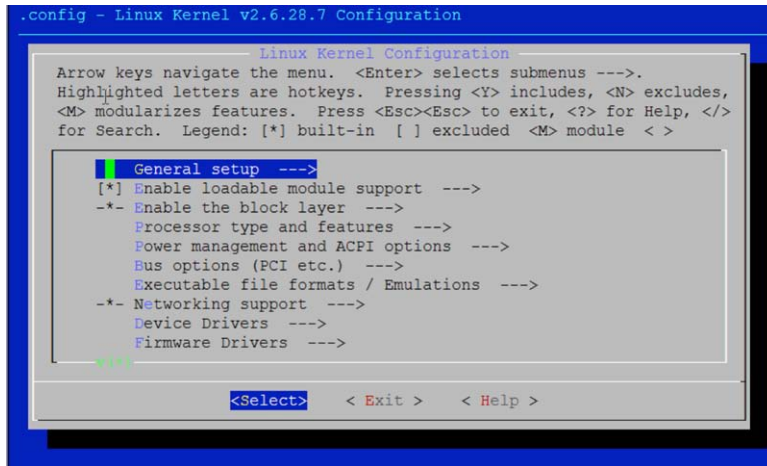 .config - Linux Kernel v2.6.28.7 Configuration
Linux Kernel Configuration
Arrow keys navigate the menu.  <Enter> selects submenus --->.
Highlighted letters are hotkeys.  Pressing <Y> includes, <N> excludes,
<M> modularizes features.  Press <Esc><Esc> to exit, <?> for Help, </>
for Search.  Legend: [*] built-in  [ ] excluded  <M> module  < >
General setup  --->
[*] Enable loadable module support  --->
-*- Enable the block layer  --->
Processor type and features  --->
Power management and ACPI options  --->
Bus options (PCI etc.)  --->
Executable file formats / Emulations  --->
-*- Networking support  --->
Device Drivers  --->
Firmware Drivers  --->
<Select>    < Exit >    < Help >